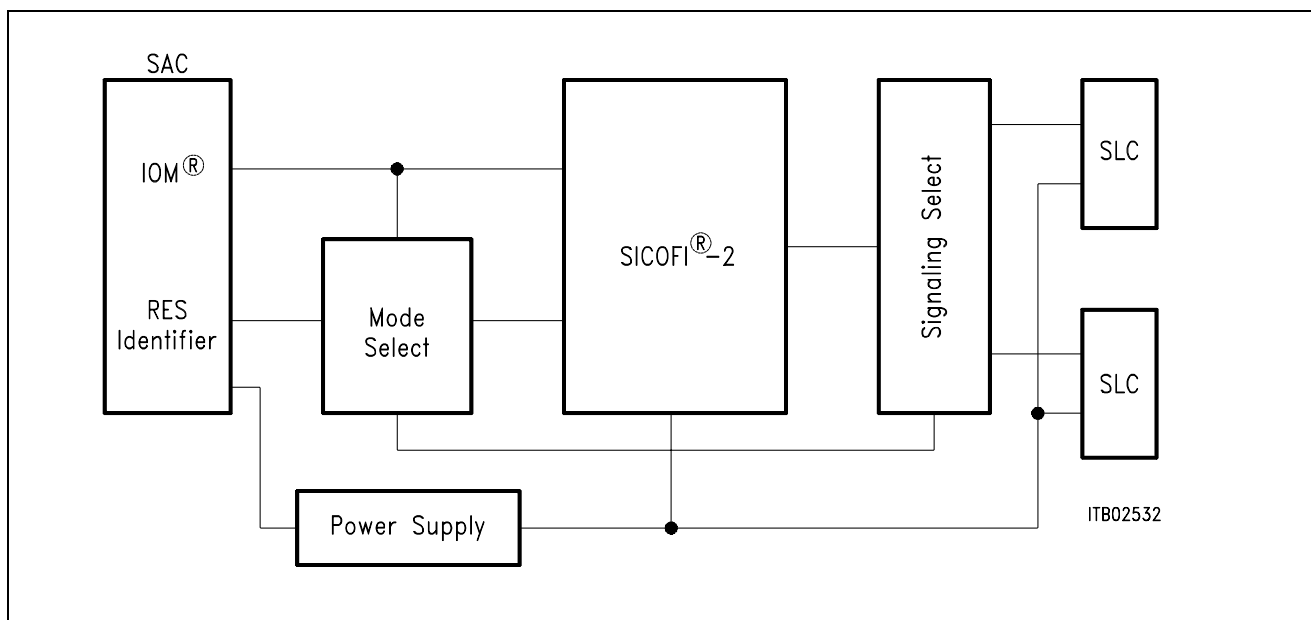 SAC
IOM®
RES
Identifier
Mode
Select
SICOFI®-2
Signaling Select
SLC
SLC
Power Supply
ITB02532